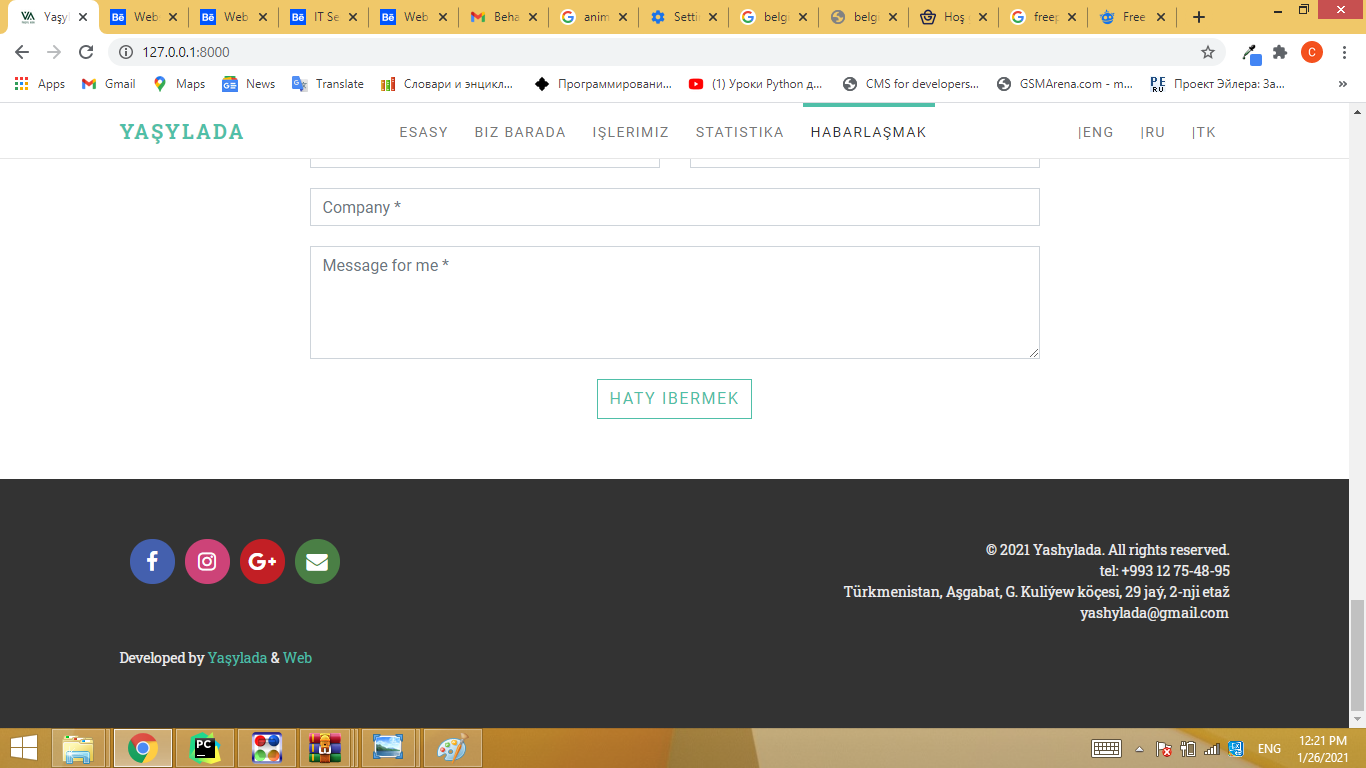 Yaşyl
Web
Web
IT Se
Web
Beha
anim
Setti
belgi
belgi
Hoş
freep
Free
127.0.0.1:8000
C
Apps
Gmail
Maps
News
Translate
Словари и энцикл...
Программировани...
(1) Уроки Python д...
CMS for developers...
GSMArena.com - m...
Проект Эйлера: За...
YAŞYLADA
ESASY
BIZ BARADA
IŞLERIMIZ
STATISTIKA
HABARLAŞMAK
|ENG
|RU
|TK
Company *
Message for me *
HATY IBERMEK
© 2021 Yashylada. All rights reserved.
tel: +993 12 75-48-95
Türkmenistan, Aşgabat, G. Kuliýew köçesi, 29 jaý, 2-nji etaž
yashylada@gmail.com
Developed by Yaşylada & Web
ENG
12:21 PM
1/26/2021